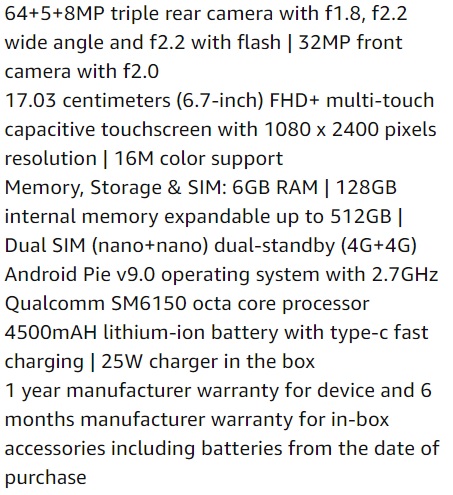 64+5+8MP triple rear camera with f1.8, f2.2
wide angle and f2.2 with flash | 32MP front
camera with f2.0
17.03 centimeters (6.7-inch) FHD+ multi-touch
capacitive touchscreen with 1080 x 2400 pixels
resolution | 16M color support
Memory, Storage & SIM: 6GB RAM | 128GB
internal memory expandable up to 512GB |
Dual SIM (nano+nano) dual-standby (4G+4G)
Android Pie v9.0 operating system with 2.7GHz
Qualcomm SM6150 octa core processor
4500mAH lithium-ion battery with type-c fast
charging | 25W charger in the box
1 year manufacturer warranty for device and 6
months manufacturer warranty for in-box
accessories including batteries from the date of
purchase